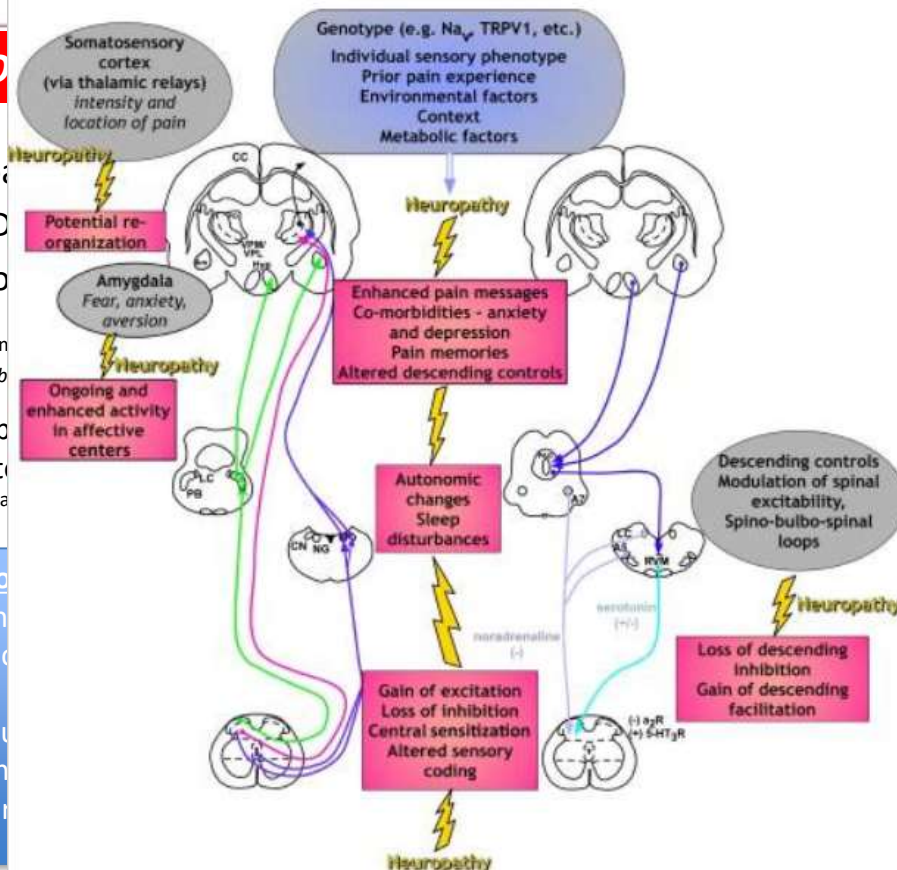 Somatosensory
cortex
(via thalamic relays)
intensity and
location of pain
Neuropathy
Potential re-
organization
Amygdala
Fear, anxiety,
aversion
Neuropathy
Ongoing and
enhanced activity
in affective
centers
Genotype (e.g. Nav, TRPV1, etc.)
Individual sensory phenotype
Prior pain experience
Environmental factors
Context
Metabolic factors
Neuropathy
CC
VPM/
VPL
Hyp
Enhanced pain messages
Co-morbidities - anxiety
and depression
Pain memories
Altered descending controls
LC
PB
CN NG
Autonomic
changes
Sleep
disturbances
A7
LC
A5
RVM
Descending controls
Modulation of spinal
excitability,
Spino-bulbo-spinal
loops
Neuropathy
Loss of descending
inhibition
Gain of descending
facilitation
noradrenaline
(-)
serotonin
(+/-)
Gain of excitation
Loss of inhibition
Central sensitization
Altered sensory
coding
(-) a2R
(+) 5-HT3R
Neuropathy